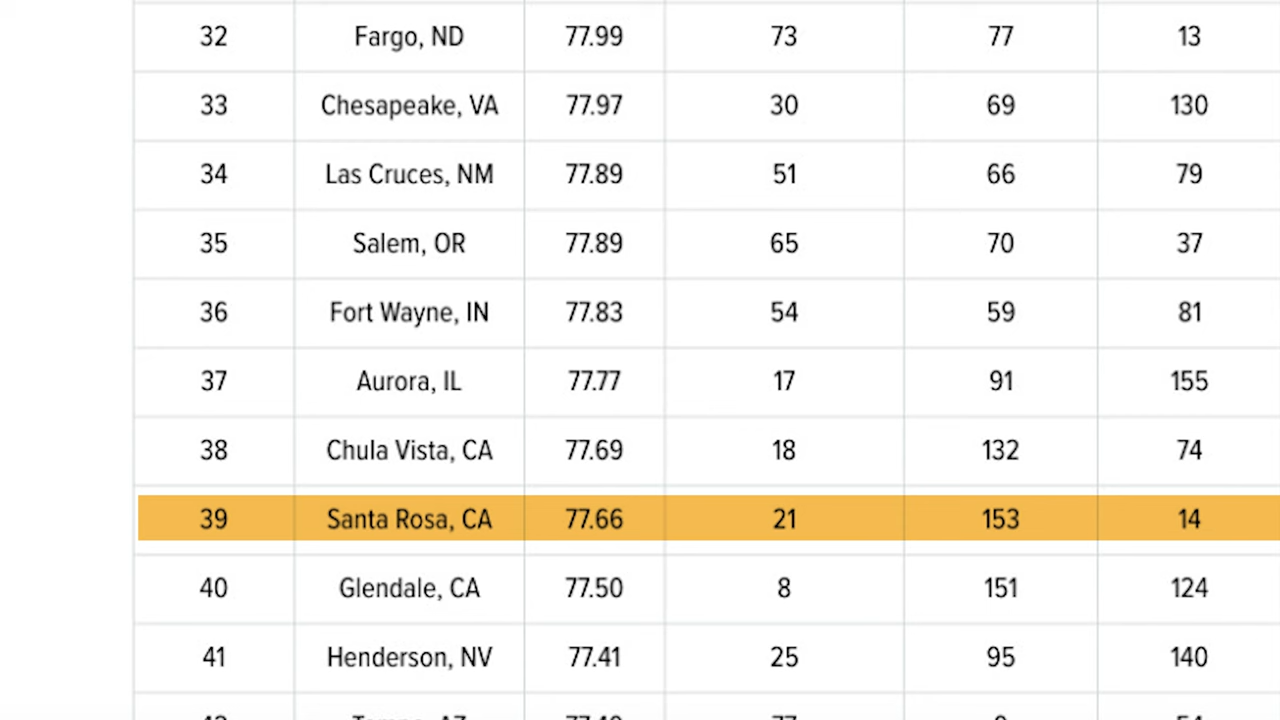 32 Fargo, ND 77.99 73 77 13
33 Chesapeake, VA 77.97 30 69 130
34 Las Cruces, NM 77.89 51 66 79
35 Salem, OR 77.89 65 70 37
36 Fort Wayne, IN 77.83 54 59 81
37 Aurora, IL 77.77 17 91 155
38 Chula Vista, CA 77.69 18 132 74
39 Santa Rosa, CA 77.66 21 153 14
40 Glendale, CA 77.50 8 151 124
41 Henderson, NV 77.41 25 95 140